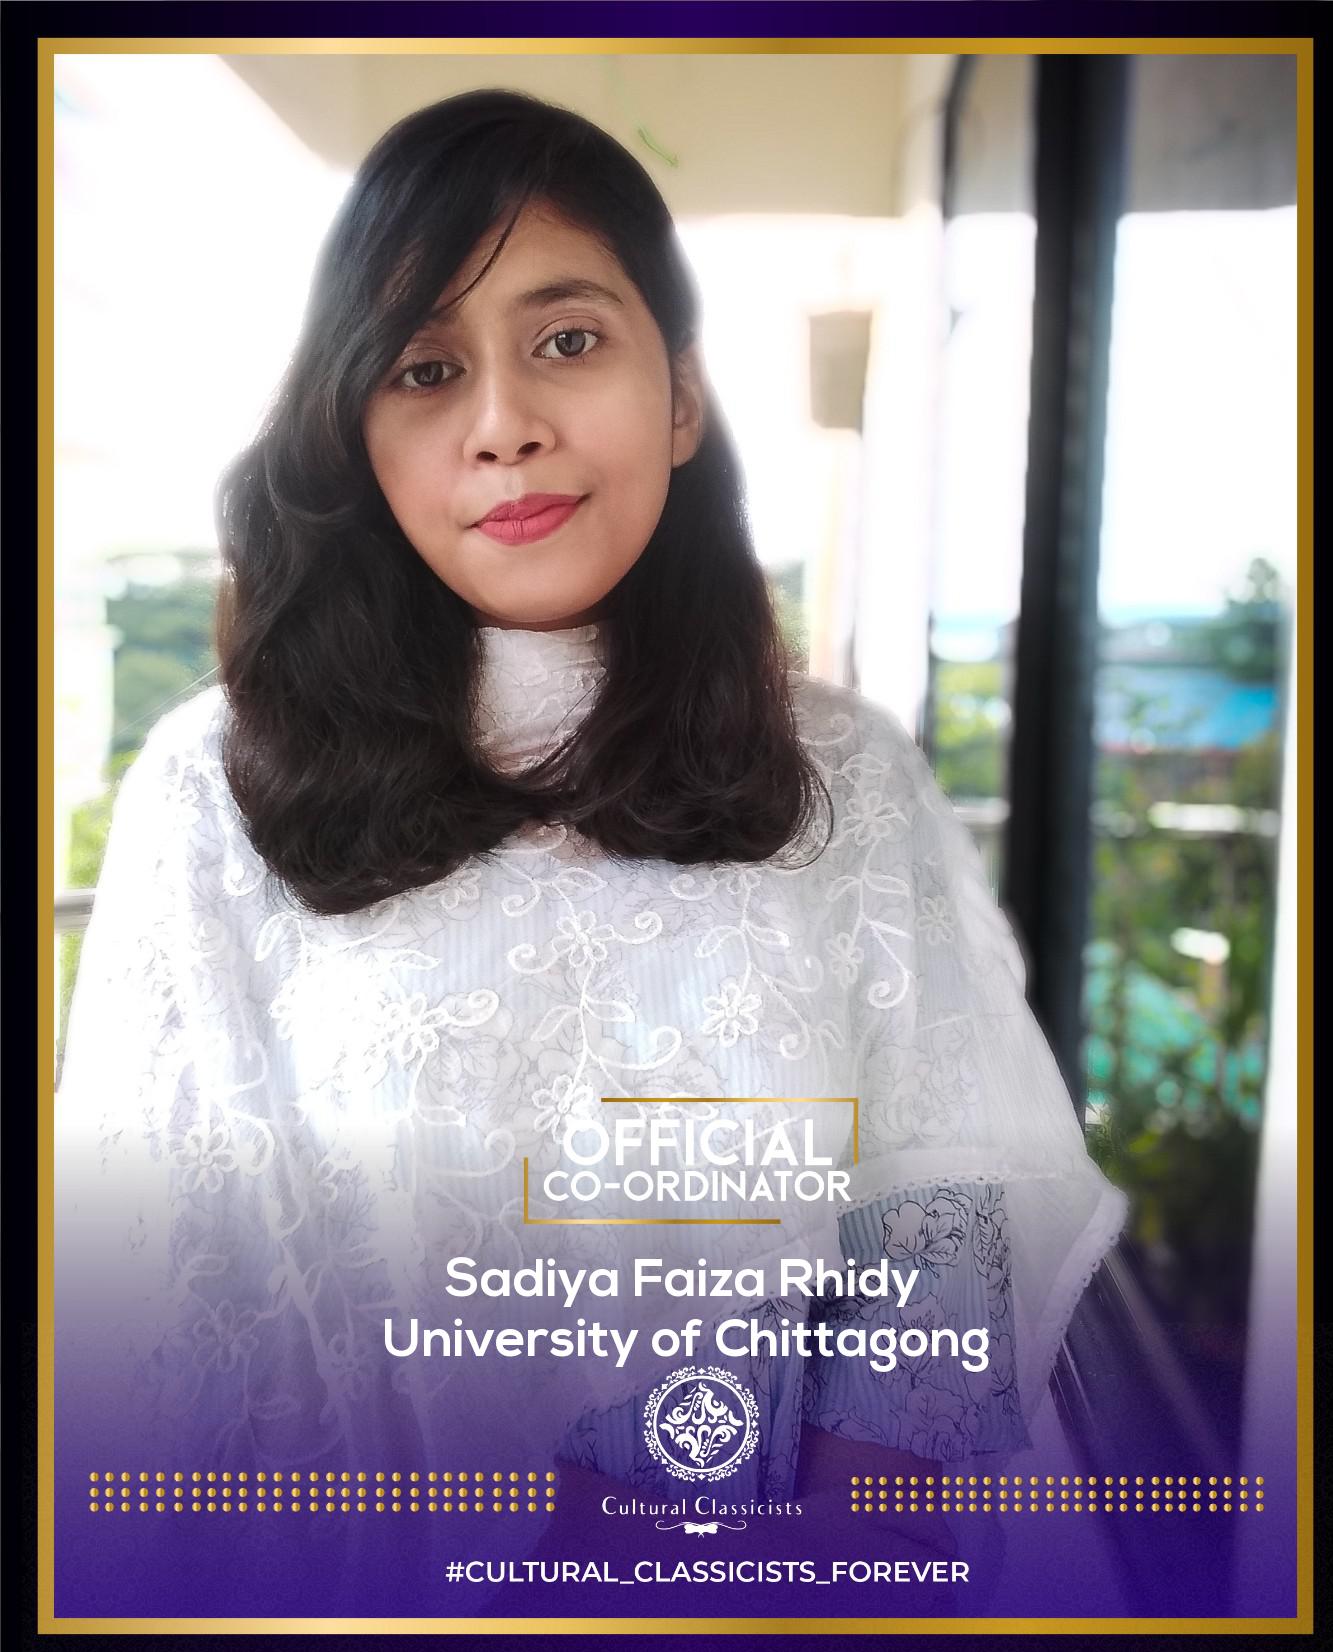 OFFICIAL
CO-ORDINATOR
Sadiya Faiza Rhidy
University of Chittagong
Cultural Classicists
#CULTURAL_CLASSICISTS_FOREVER